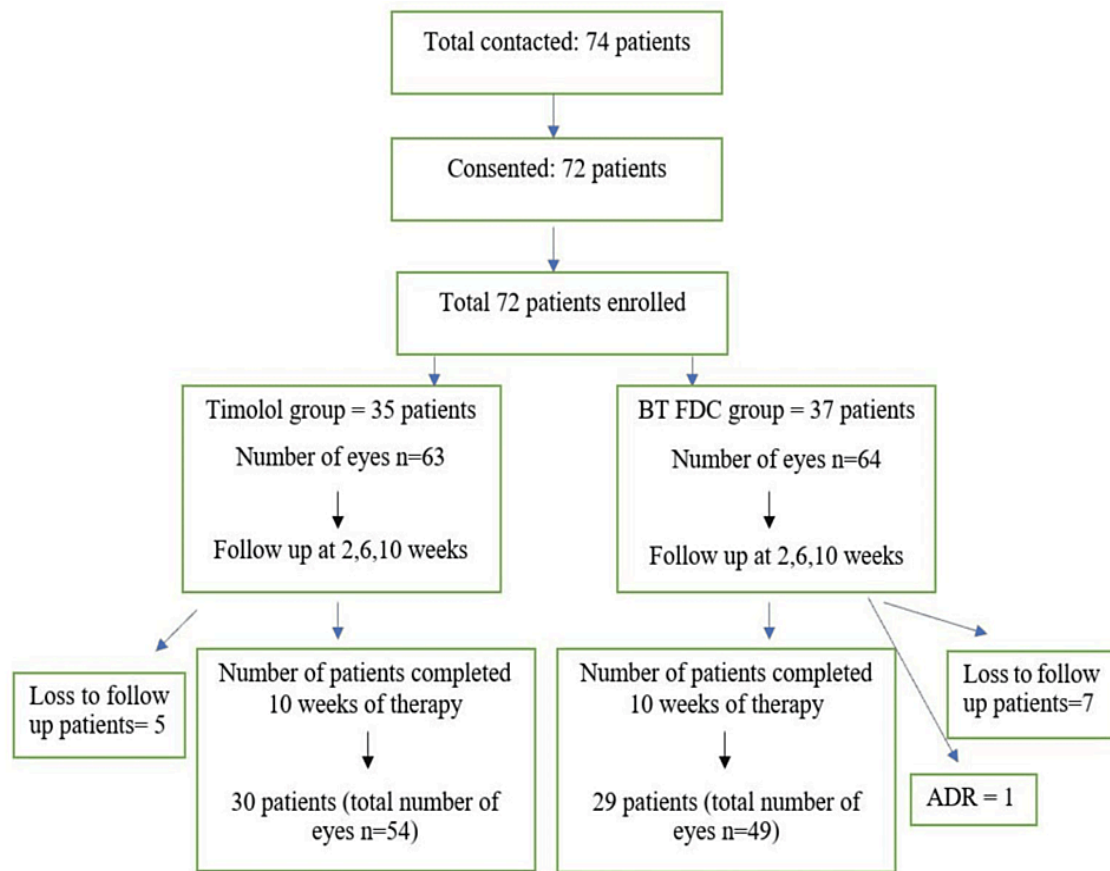 Total contacted: 74 patients
Consented: 72 patients
Total 72 patients enrolled
Timolol group = 35 patients
Number of eyes n=63
Follow up at 2,6,10 weeks
BT FDC group = 37 patients
Number of eyes n=64
Follow up at 2,6,10 weeks
Loss to follow
up patients= 5
Number of patients completed
10 weeks of therapy
30 patients (total number of
eyes n=54)
Number of patients completed
10 weeks of therapy
29 patients (total number of
eyes n=49)
Loss to follow
up patients=7
ADR = 1